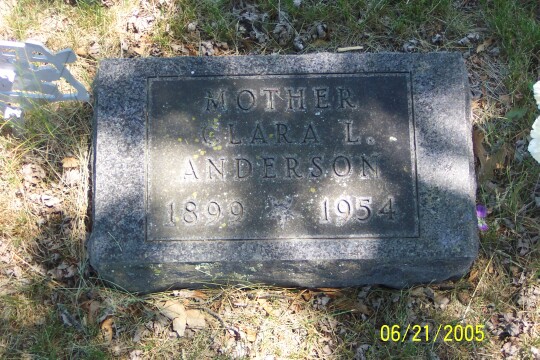 MOTHER
CLARA L.
ANDERSON
1899 1954
06/21/2005